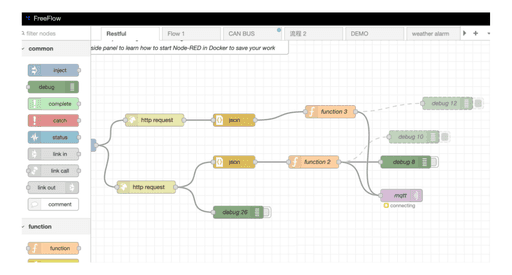 FreeFlow
filter nodes
Restful
Flow 1
CAN BUS
流程 2
DEMO
weather alarm
side panel to learn how to start Node-RED in Docker to save your work
common
inject
debug
complete
catch
status
link in
link call
link out
comment
function
function
http request
json
function 3
debug 12
debug 10
http request
json
function 2
debug 8
debug 29
mqtt
connecting